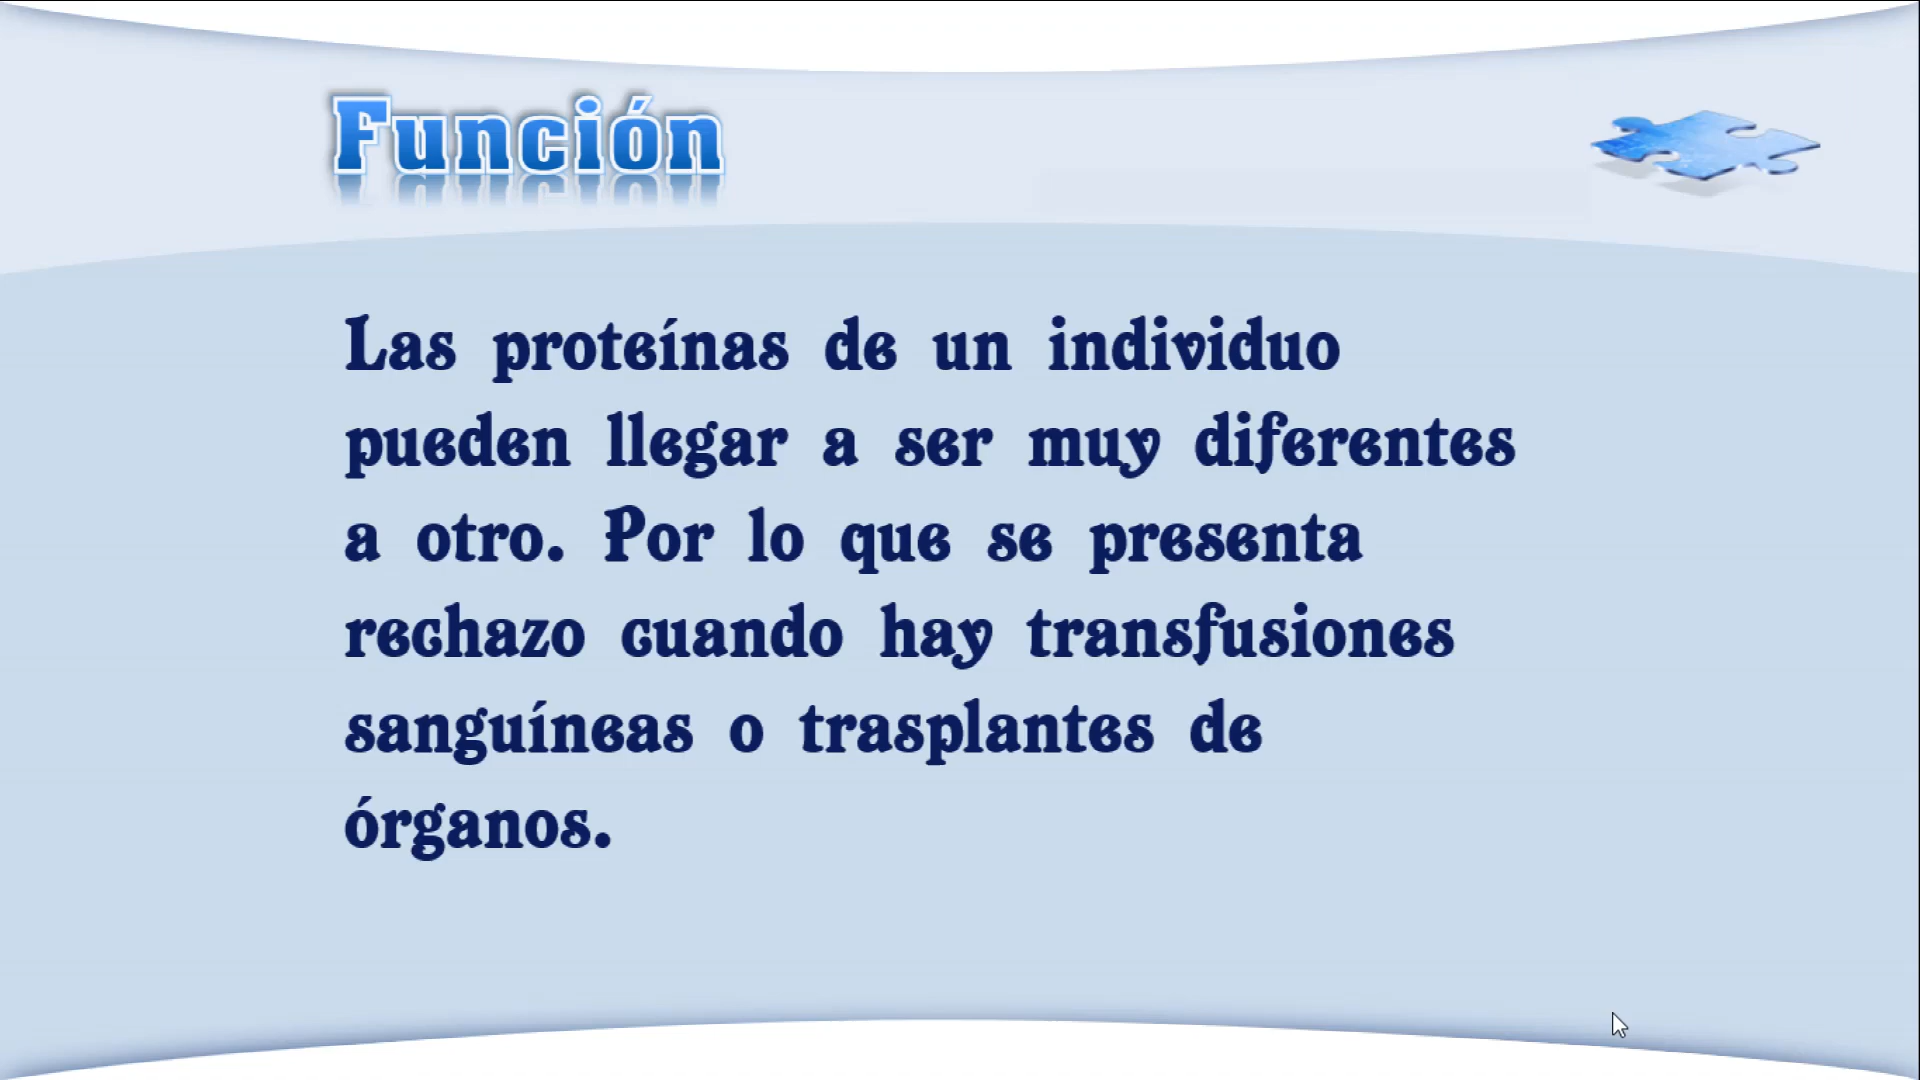 Función
Las proteínas de un individuo
pueden llegar a ser muy diferentes
a otro. Por lo que se presenta
rechazo cuando hay transfusiones
sanguíneas o trasplantes de
órganos.